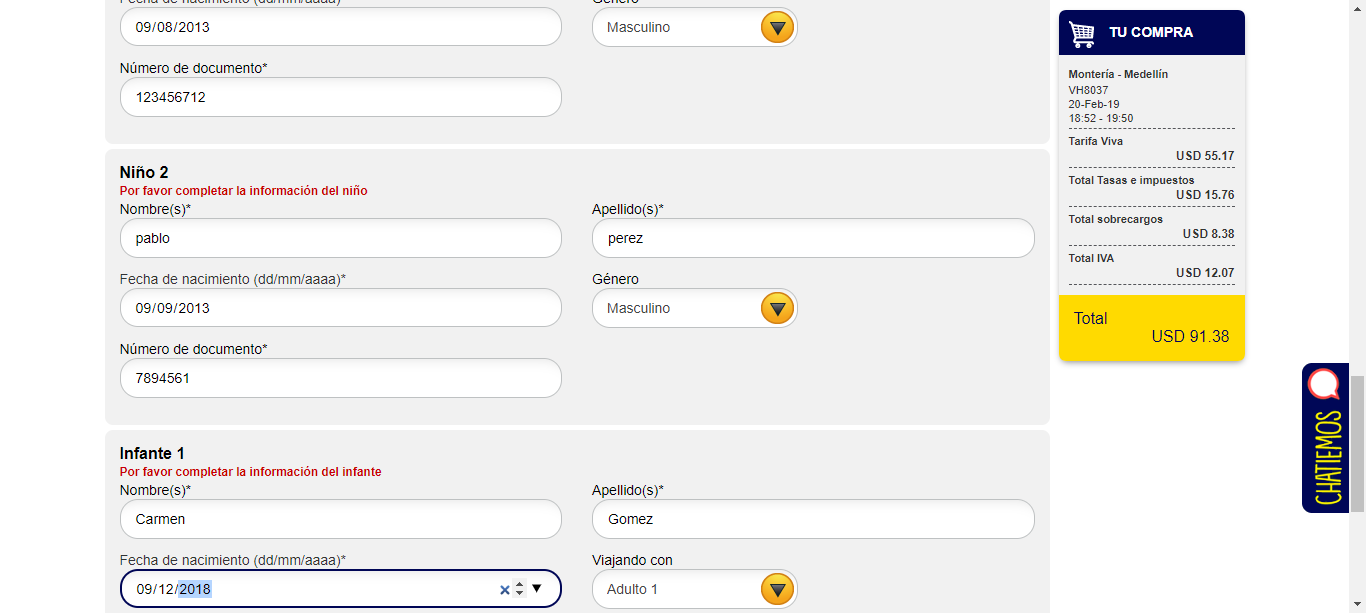 Fecha de nacimiento (dd/mm/aaaa)*
Género
09/08/2013
Masculino
Número de documento*
123456712
Niño 2
Por favor completar la información del niño
Nombre(s)*
Apellido(s)*
pablo
perez
Fecha de nacimiento (dd/mm/aaaa)*
Género
09/09/2013
Masculino
Número de documento*
7894561
Infante 1
Por favor completar la información del infante
Nombre(s)*
Apellido(s)*
Carmen
Gomez
Fecha de nacimiento (dd/mm/aaaa)*
Viajando con
09/12/2018
Adulto 1
TU COMPRA
Montería - Medellín
VH8037
20-Feb-19
18:52 - 19:50
Tarifa Viva
USD 55.17
Total Tasas e impuestos
USD 15.76
Total sobrecargos
USD 8.38
Total IVA
USD 12.07
Total
USD 91.38
CHATIEMOS